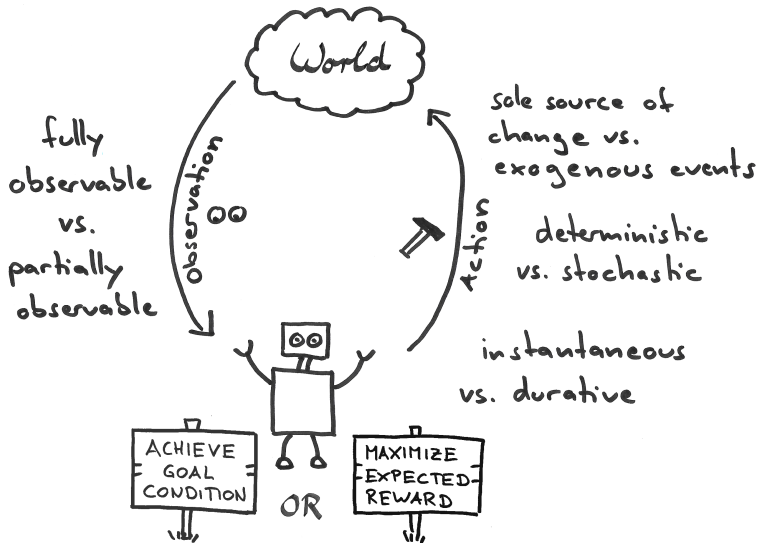 World
fully
observable
vs.
partially
observable
Observation
Action
sole source of
change vs.
exogenous events
deterministic
vs. stochastic
instantaneous
vs. durative
ACHIEVE
GOAL
CONDITION
OR
MAXIMIZE
EXPECTED
REWARD